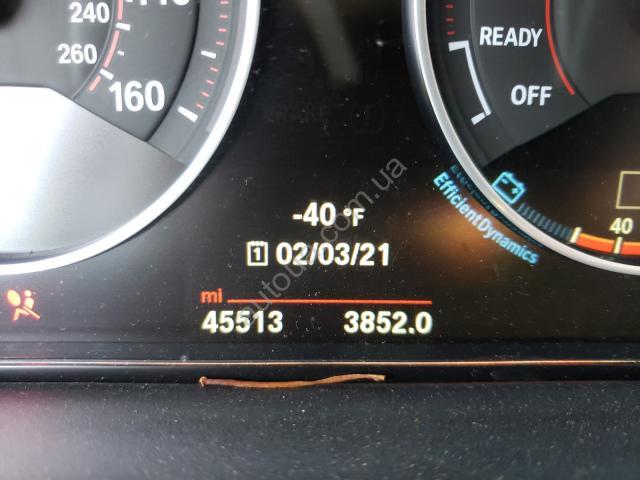 140
240
260
160
READY
OFF
-40 °F
1 02/03/21
EfficientDynamics
40
mi
45513 3852.0
autobid.com.ua